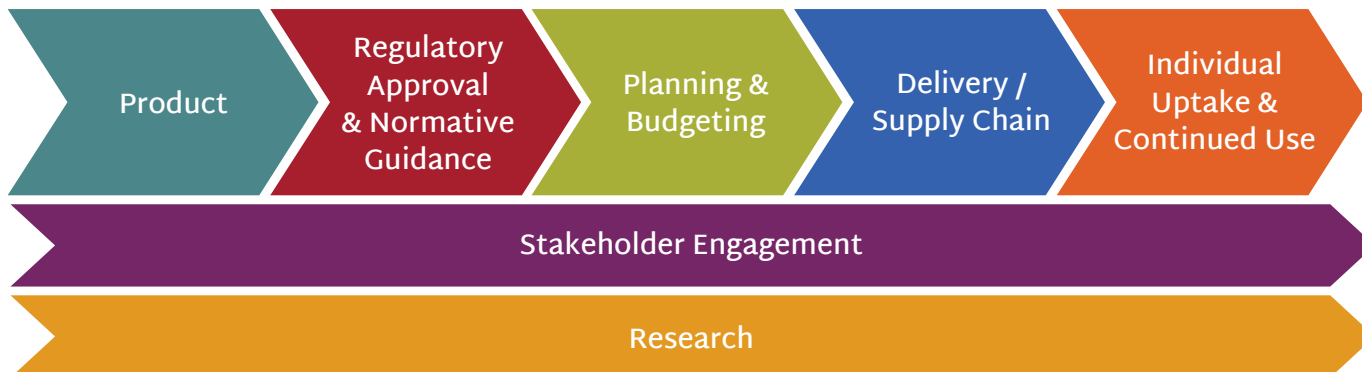 Product
Regulatory
Approval
& Normative
Guidance
Planning &
Budgeting
Delivery /
Supply Chain
Individual
Uptake &
Continued Use
Stakeholder Engagement
Research